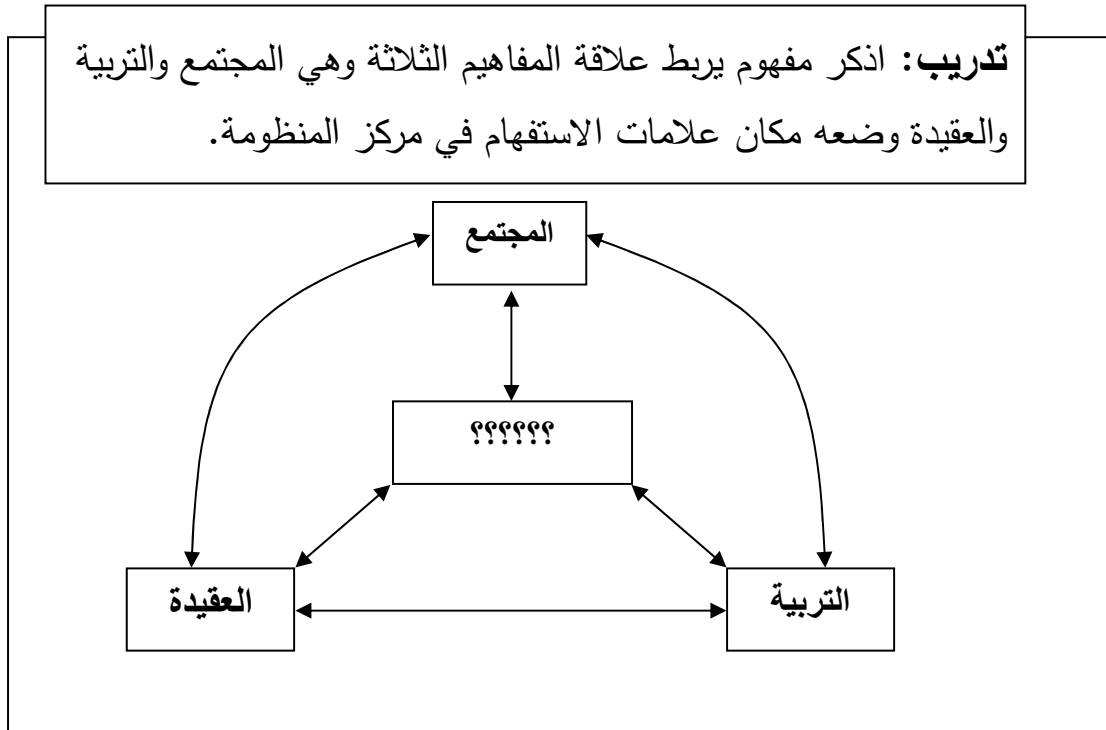 تدريب: اذكر مفهوم يربط علاقة المفاهيم الثلاثة وهي المجتمع والتربية
والعقيدة وضعه مكان علامات الاستفهام في مركز المنظومة.
المجتمع
؟؟؟؟؟؟
التربية
العقيدة